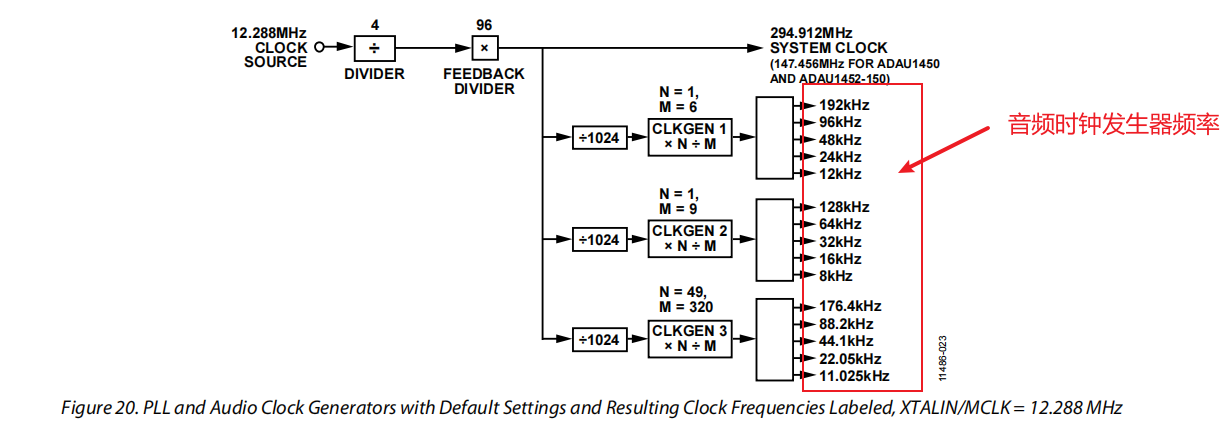 12.288MHz
CLOCK
SOURCE
4
÷
DIVIDER
96
×
FEEDBACK
DIVIDER
294.912MHz
SYSTEM CLOCK
(147.456MHz FOR ADAU1450
AND ADAU1452-150)
音频时钟发生器频率
÷1024
N = 1,
M = 6
CLKGEN 1
× N ÷ M
192kHz
96kHz
48kHz
24kHz
12kHz
÷1024
N = 1,
M = 9
CLKGEN 2
× N ÷ M
128kHz
64kHz
32kHz
16kHz
8kHz
÷1024
N = 49,
M = 320
CLKGEN 3
× N ÷ M
176.4kHz
88.2kHz
44.1kHz
22.05kHz
11.025kHz
11486-023
Figure 20. PLL and Audio Clock Generators with Default Settings and Resulting Clock Frequencies Labeled, XTALIN/MCLK = 12.288 MHz